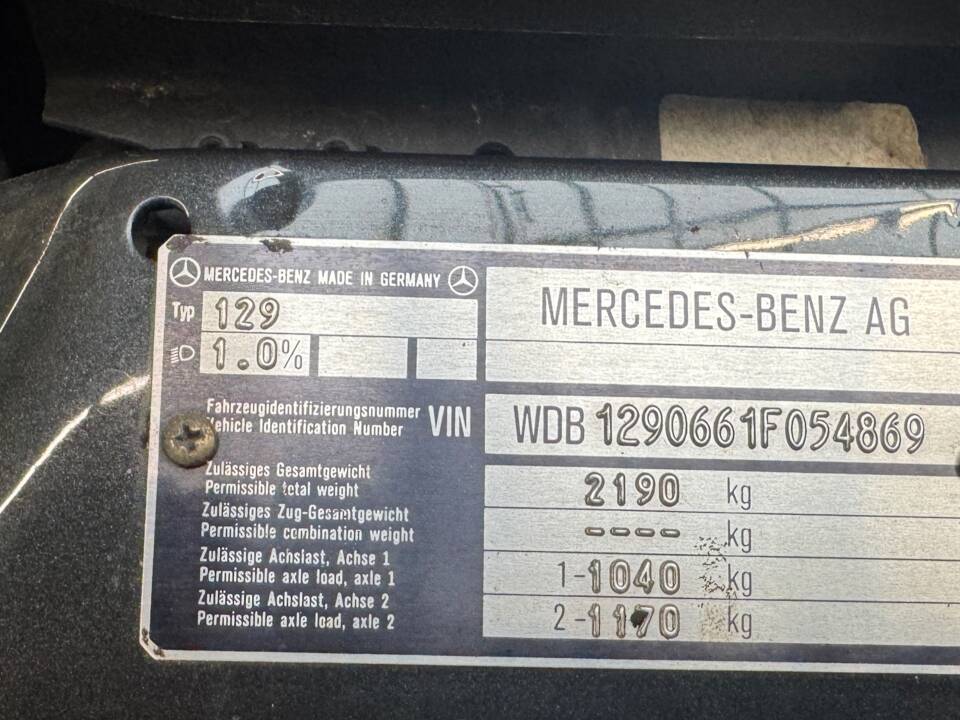 MERCEDES-BENZ MADE IN GERMANY
MERCEDES-BENZ AG
Typ 129
1.0%
Fahrzeugidentifizierungsnummer
Vehicle Identification Number
VIN WDB 1290661F054869
Zulässiges Gesamtgewicht
Permissible total weight
2190 kg
Zulässiges Zug-Gesamtgewicht
Permissible combination weight
---- kg
Zulässige Achslast, Achse 1
Permissible axle load, axle 1
1-1040 kg
Zulässige Achslast, Achse 2
Permissible axle load, axle 2
2-1170 kg